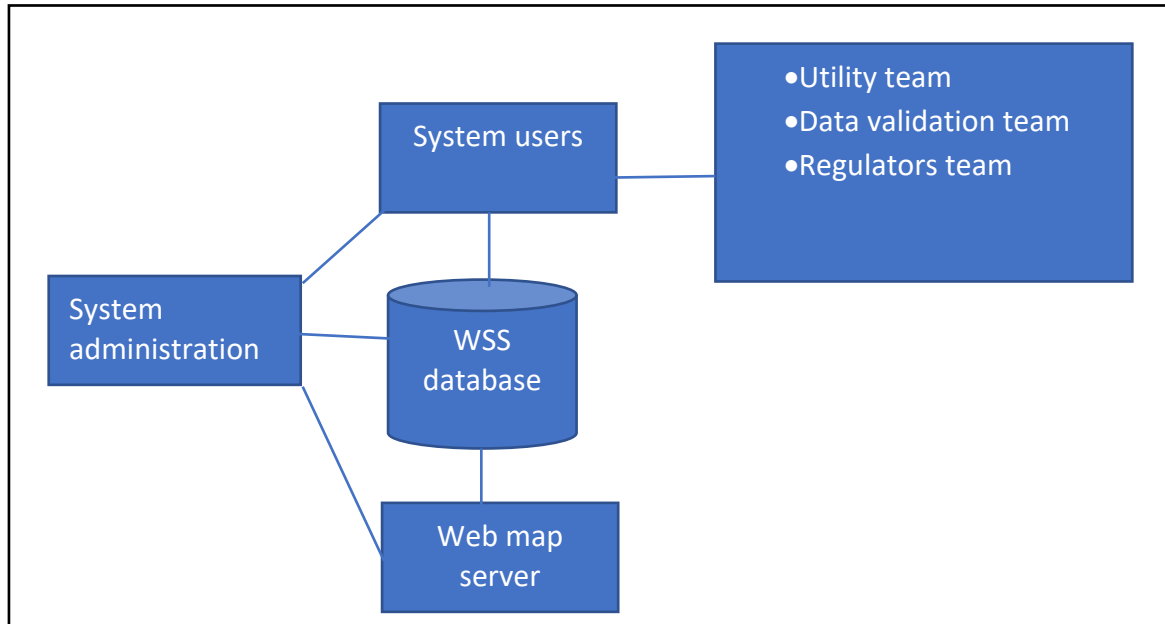 •Utility team
•Data validation team
•Regulators team
System users
System
administration
WSS
database
Web map
server